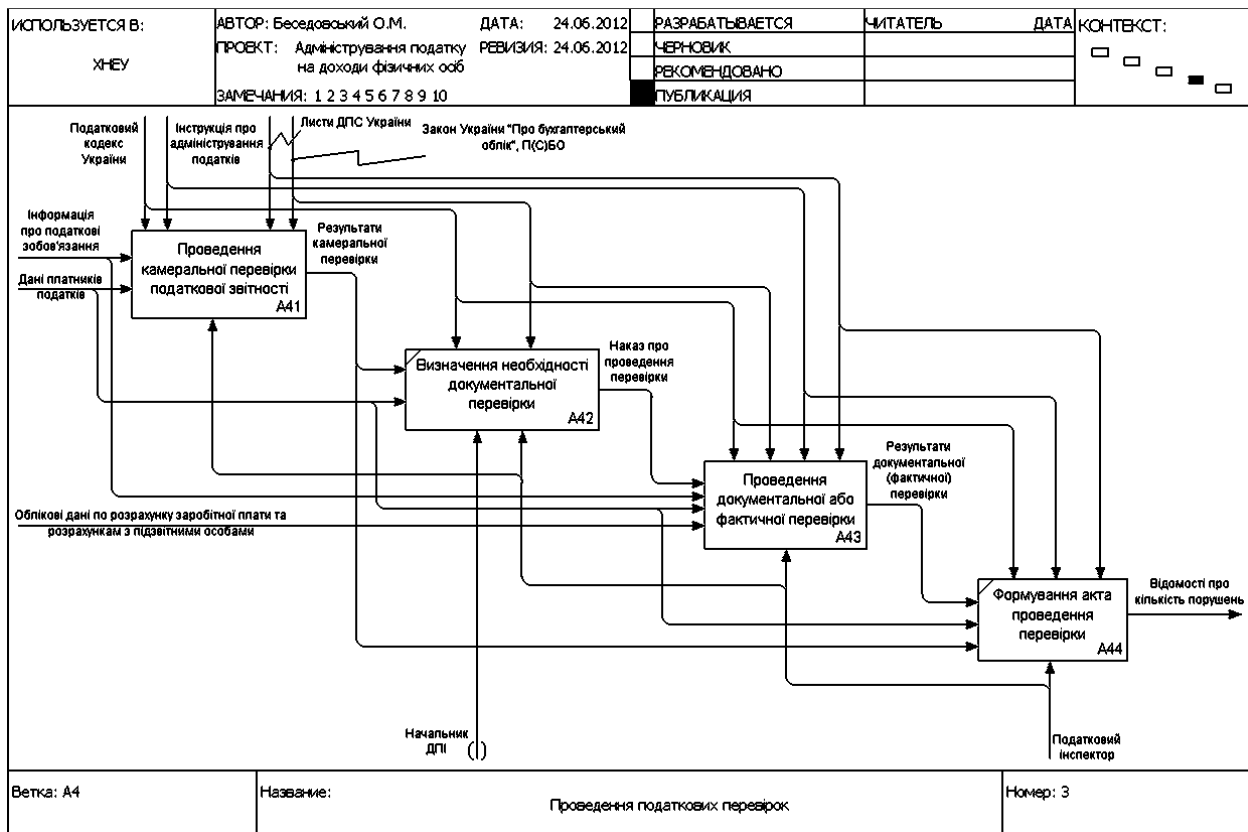 ИСПОЛЬЗУЕТСЯ В:
ХНЕУ
АВТОР: Беседовський О.М.
ДАТА: 24.06.2012
ПРОЕКТ: Адміністрування податку
на доходи фізичних осіб
РЕВИЗИЯ: 24.06.2012
ЗАМЕЧАНИЯ: 1 2 3 4 5 6 7 8 9 10
РАЗРАБАТЫВАЕТСЯ
ЧЕРНОВИК
РЕКОМЕНДОВАНО
ПУБЛИКАЦИЯ
ЧИТАТЕЛЬ
ДАТА
КОНТЕКСТ:
Податковий
кодекс
України
Інструкція про
адміністрування
податків
Листи ДПС України
Закон України "Про бухгалтерський
облік", П(С)БО
Інформація
про податкові
зобов'язання
Дані платників
податків
Проведення
камеральної перевірки
податкової звітності
А41
Результати
камеральної
перевірки
Визначення необхідності
документальної
перевірки
А42
Наказ про
проведення
перевірки
Облікові дані по розрахунку заробітної плати та
розрахункам з підзвітними особами
Проведення
документальної або
фактичної перевірки
А43
Результати
документальної
(фактичної)
перевірки
Формування акта
проведення
перевірки
А44
Відомості про
кількість порушень
Начальник
ДПІ
Податковий
інспектор
Ветка: А4
Название:
Проведення податкових перевірок
Номер: 3